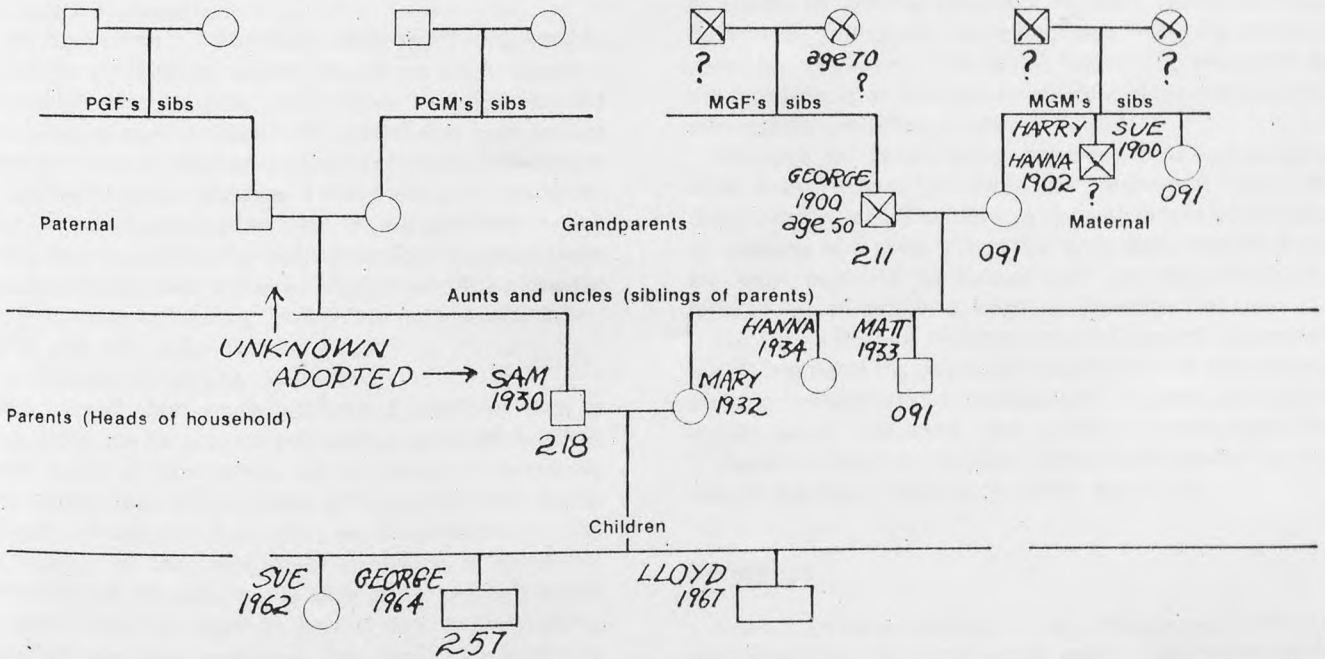 ?
age 70
?
?
?
PGF's sibs
PGM's sibs
MGF's sibs
MGM's sibs
HARRY
SUE
1900
HANNA
1902
?
091
GEORGE
1900
age 50
211
091
Paternal
Grandparents
Maternal
Aunts and uncles (siblings of parents)
UNKNOWN
ADOPTED
SAM
1930
218
MARY
1932
HANNA
1934
MATT
1933
091
Parents (Heads of household)
Children
SUE
1962
GEORGE
1964
257
LLOYD
1967